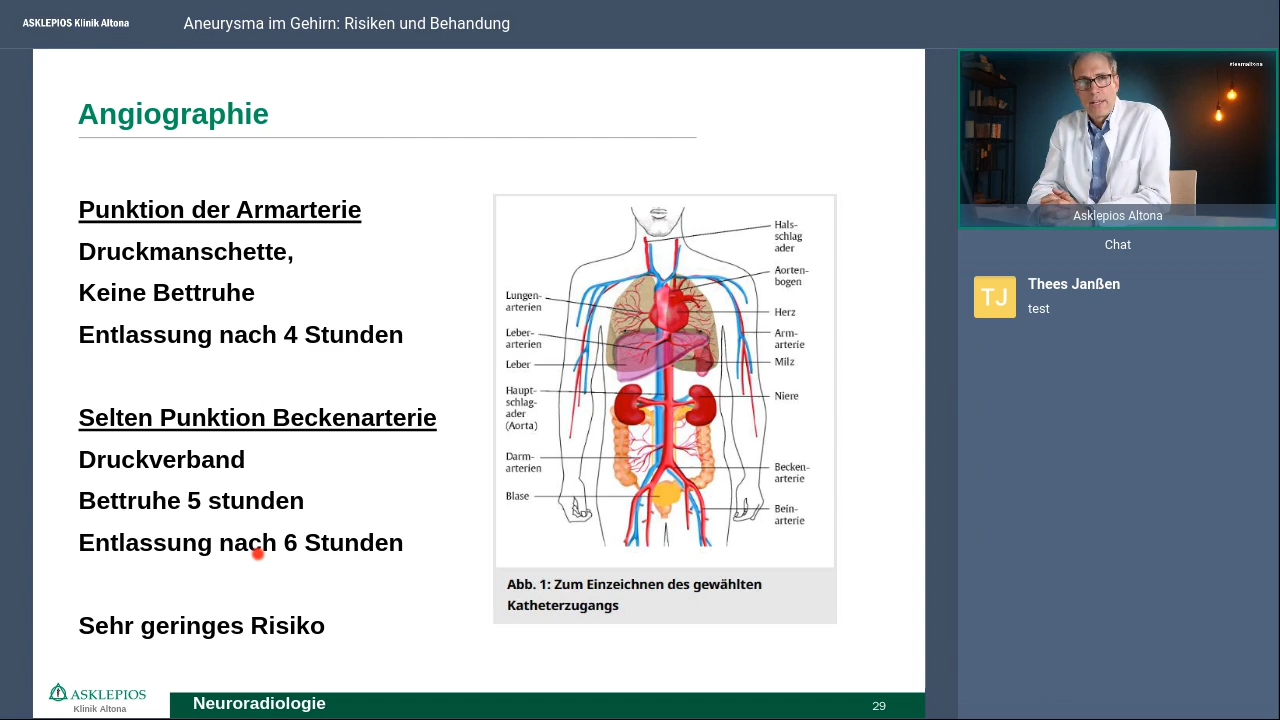 ASKLEPIOS Klinik Altona
Aneurysma im Gehirn: Risiken und Behandung
Angiographie
Punktion der Armarterie
Druckmanschette,
Keine Bettruhe
Entlassung nach 4 Stunden
Selten Punktion Beckenarterie
Druckverband
Bettruhe 5 stunden
Entlassung nach 6 Stunden
Sehr geringes Risiko
Lungen-
arterien
Leber-
arterien
Leber
Haupt-
schlag-
ader
(Aorta)
Darm-
arterien
Blase
Hals-
schlag
ader
Aorten-
bogen
Herz
Arm-
arterie
Milz
Niere
Becken-
arterie
Bein-
arterie
Abb. 1: Zum Einzeichnen des gewählten
Katheterzugangs
ASKLEPIOS
Klinik Altona
Neuroradiologie
29
#teamaltona
Asklepios Altona
Chat
TJ
Thees Janßen
test